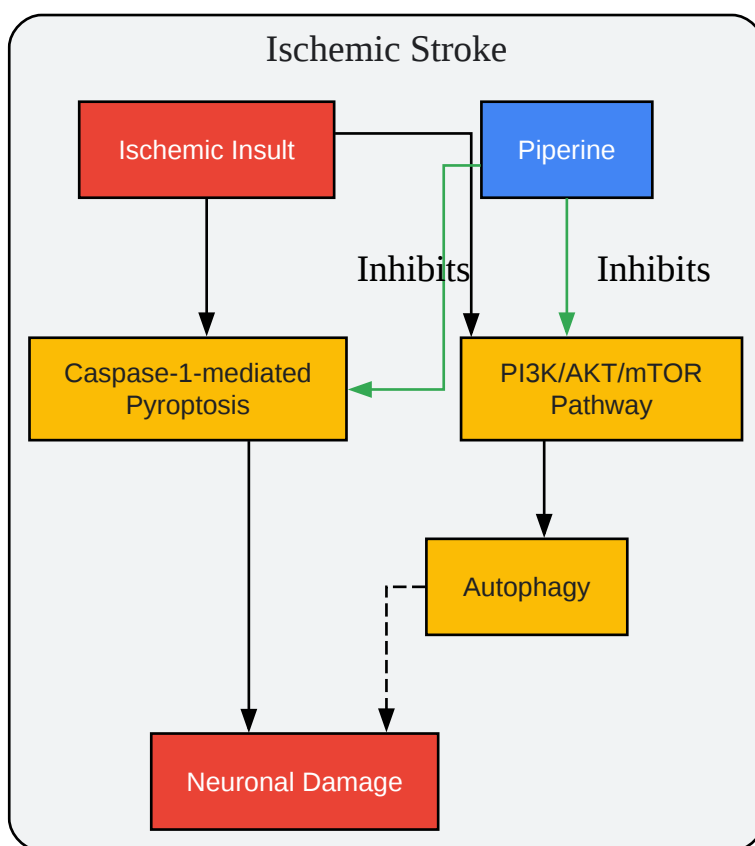 Ischemic Stroke
Ischemic Insult
Piperine
Inhibits
Inhibits
Caspase-1-mediated
Pyroptosis
PI3K/AKT/mTOR
Pathway
Autophagy
Neuronal Damage